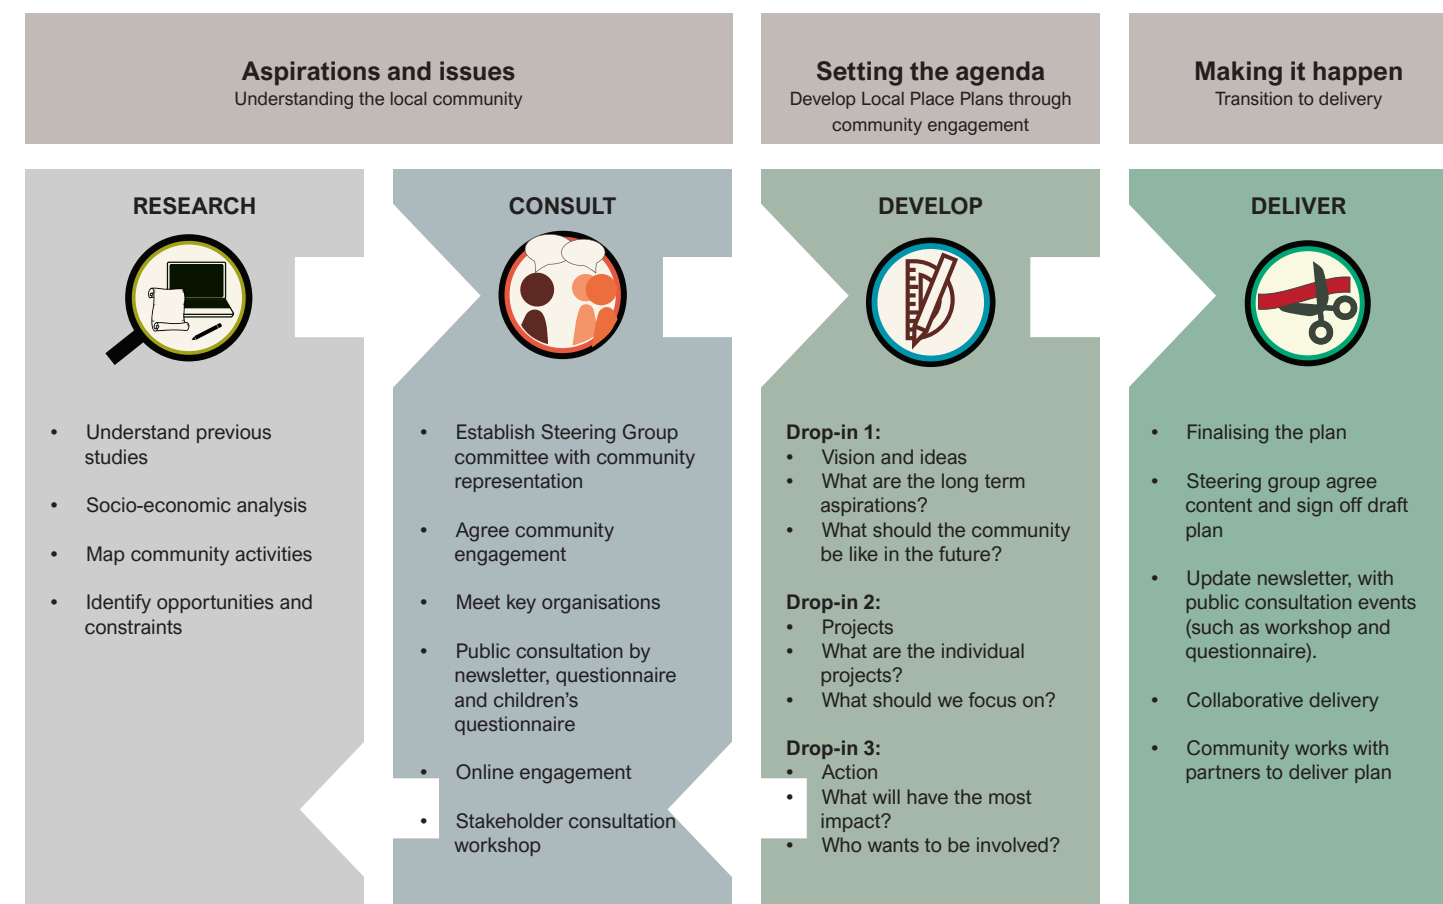 Aspirations and issues
Understanding the local community
Setting the agenda
Develop Local Place Plans through
community engagement
Making it happen
Transition to delivery
RESEARCH
• Understand previous
studies
• Socio-economic analysis
• Map community activities
• Identify opportunities and
constraints
CONSULT
• Establish Steering Group
committee with community
representation
• Agree community
engagement
• Meet key organisations
• Public consultation by
newsletter, questionnaire
and children’s
questionnaire
• Online engagement
• Stakeholder consultation
workshop
DEVELOP
Drop-in 1:
• Vision and ideas
• What are the long term
aspirations?
• What should the community
be like in the future?
Drop-in 2:
• Projects
• What are the individual
projects?
• What should we focus on?
Drop-in 3:
• Action
• What will have the most
impact?
• Who wants to be involved?
DELIVER
• Finalising the plan
• Steering group agree
content and sign off draft
plan
• Update newsletter, with
public consultation events
(such as workshop and
questionnaire).
• Collaborative delivery
• Community works with
partners to deliver plan